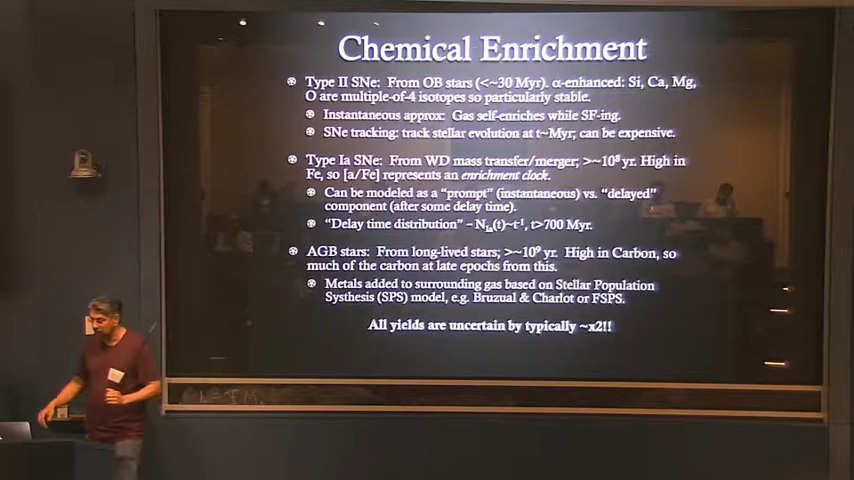 Chemical Enrichment
Type II SNe: From OB stars (<~30 Myr). α-enhanced: Si, Ca, Mg,
O are multiple-of-4 isotopes so particularly stable.
Instantaneous approx: Gas self-enriches while SF-ing.
SNe tracking: track stellar evolution at t~Myr; can be expensive.
Type Ia SNe: From WD mass transfer/merger; >~10⁸ yr. High in
Fe, so [a/Fe] represents an enrichment clock.
Can be modeled as a "prompt" (instantaneous) vs. "delayed"
component (after some delay time).
"Delay time distribution" – N_Ia(t)~t⁻¹, t>700 Myr.
AGB stars: From long-lived stars; >~10⁹ yr. High in Carbon, so
much of the carbon at late epochs from this.
Metals added to surrounding gas based on Stellar Population
Systhesis (SPS) model, e.g. Bruzual & Charlot or FSPS.
All yields are uncertain by typically ~x2!!